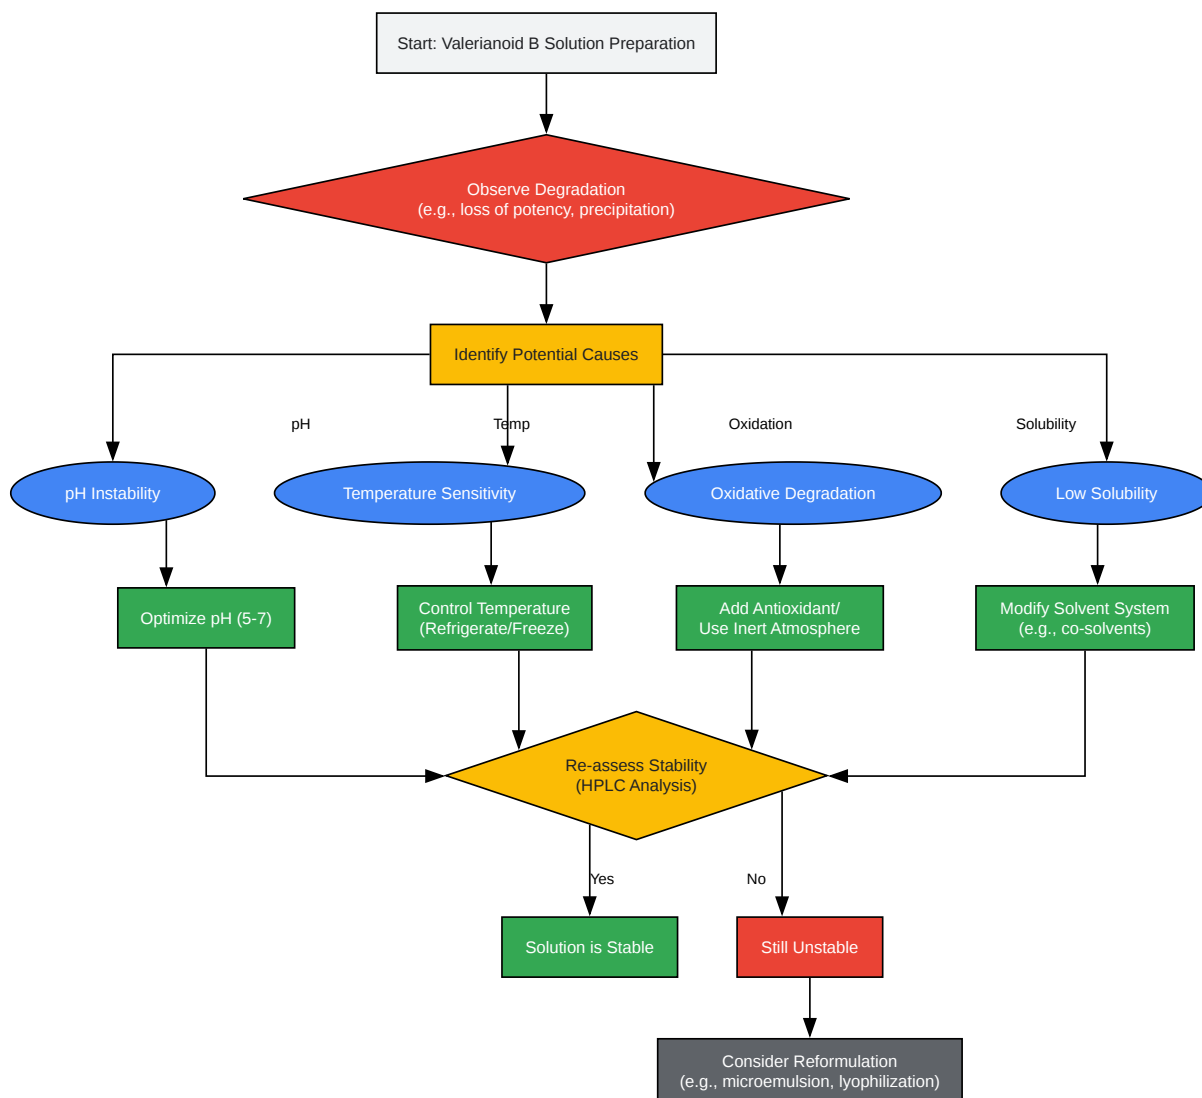 Start: Valerianoid B Solution Preparation
Observe Degradation
(e.g., loss of potency, precipitation)
Identify Potential Causes
pH
Temp
Oxidation
Solubility
pH Instability
Temperature Sensitivity
Oxidative Degradation
Low Solubility
Optimize pH (5-7)
Control Temperature
(Refrigerate/Freeze)
Add Antioxidant/
Use Inert Atmosphere
Modify Solvent System
(e.g., co-solvents)
Re-assess Stability
(HPLC Analysis)
Yes
No
Solution is Stable
Still Unstable
Consider Reformulation
(e.g., microemulsion, lyophilization)